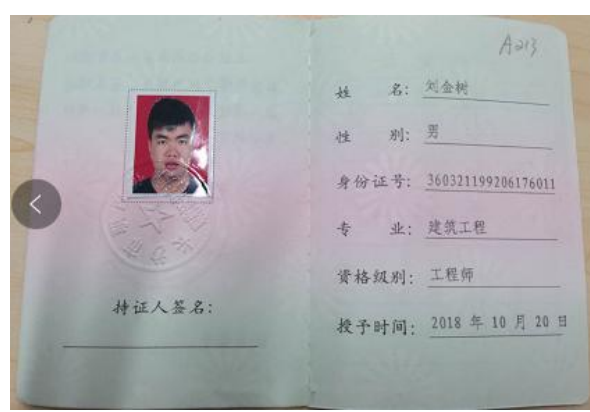 A213
姓 名: 刘金树
性 别: 男
身份证号: 360321199206176011
专 业: 建筑工程
资格级别: 工程师
授予时间: 2018 年 10 月 20 日
持证人签名: